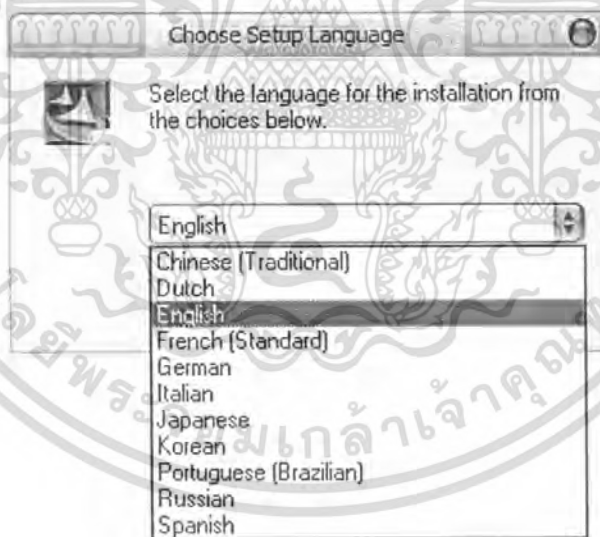 Choose Setup Language
Select the language for the installation from
the choices below.
English
Chinese (Traditional)
Dutch
English
French (Standard)
German
Italian
Japanese
Korean
Portuguese (Brazilian)
Russian
Spanish